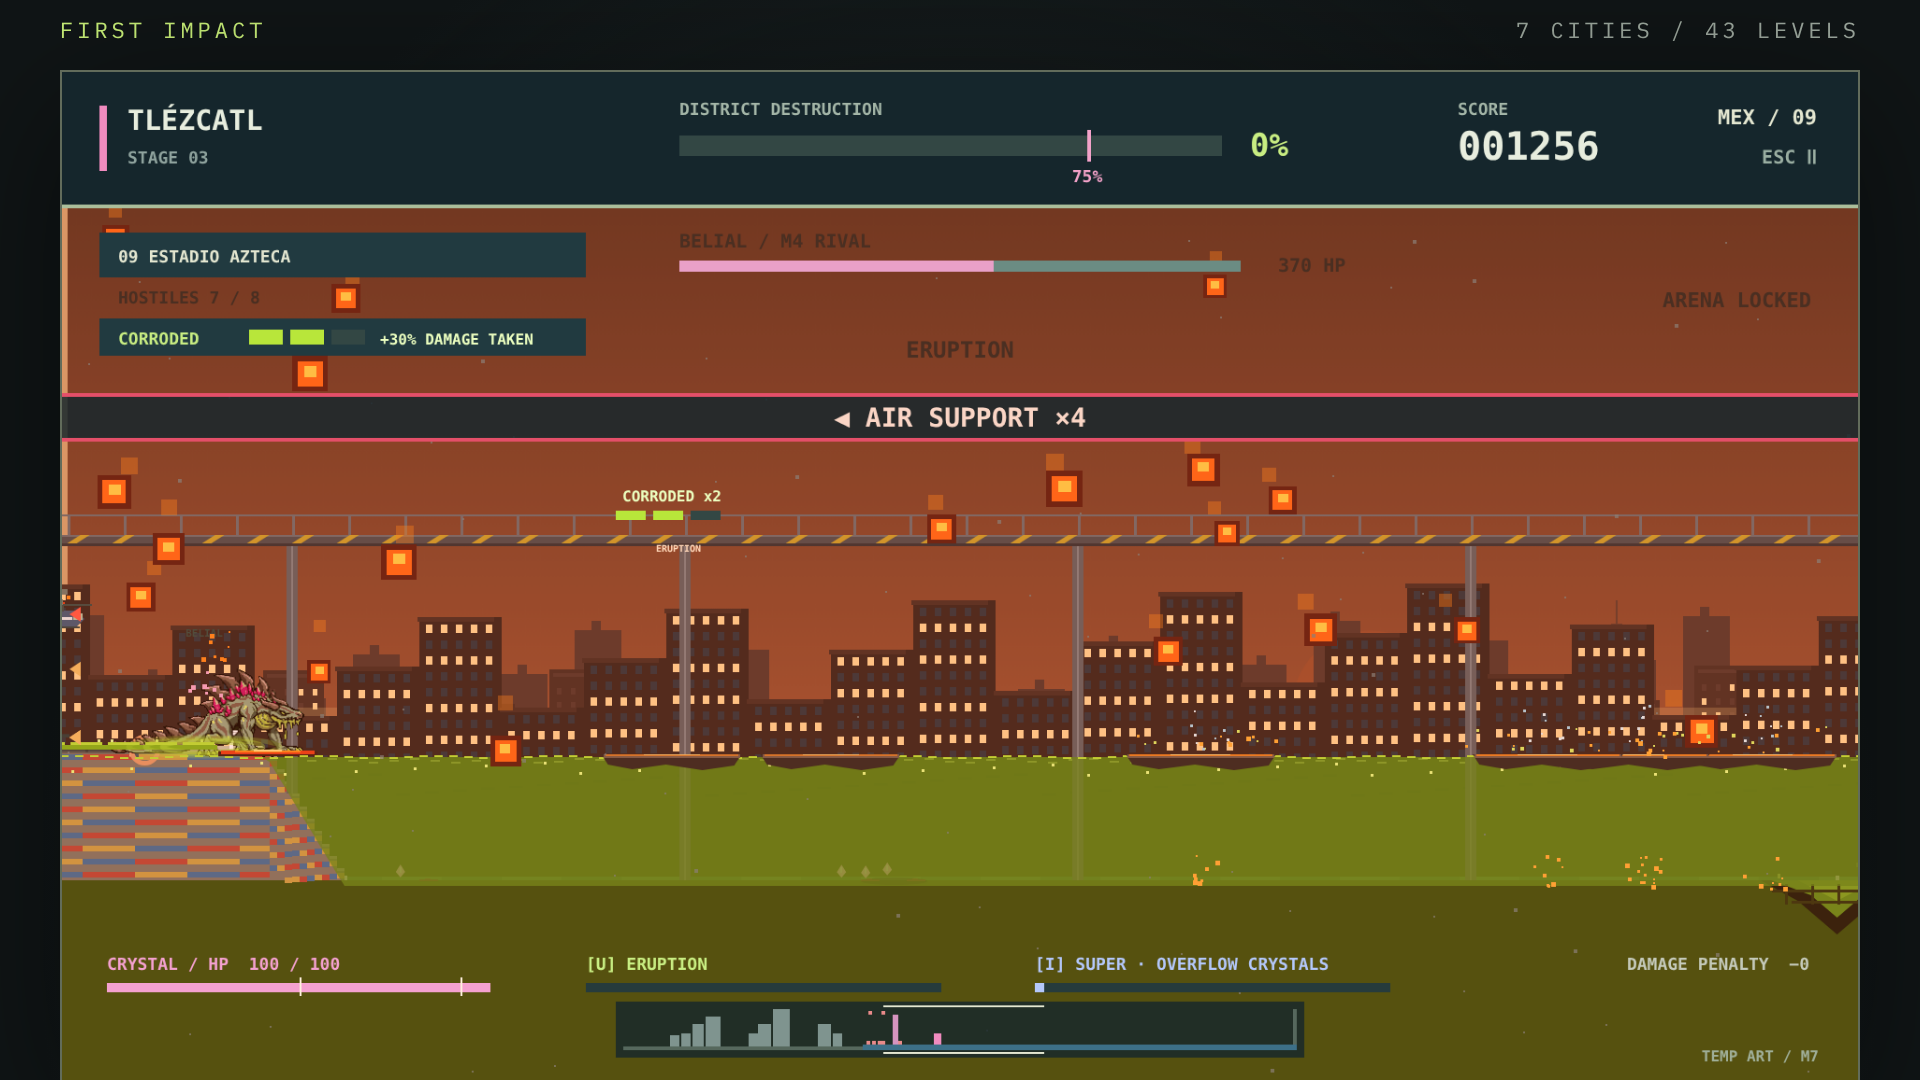 FIRST IMPACT
7 CITIES / 43 LEVELS
TLÉZCATL
STAGE 03
DISTRICT DESTRUCTION
0%
75%
SCORE
001256
MEX / 09
ESC II
09 ESTADIO AZTECA
HOSTILES 7 / 8
CORRODED
+30% DAMAGE TAKEN
BELIAL / M4 RIVAL
370 HP
ARENA LOCKED
ERUPTION
◀ AIR SUPPORT ×4
CORRODED x2
ERUPTION
BELIAL
CRYSTAL / HP 100 / 100
[U] ERUPTION
[I] SUPER · OVERFLOW CRYSTALS
DAMAGE PENALTY −0
TEMP ART / M7